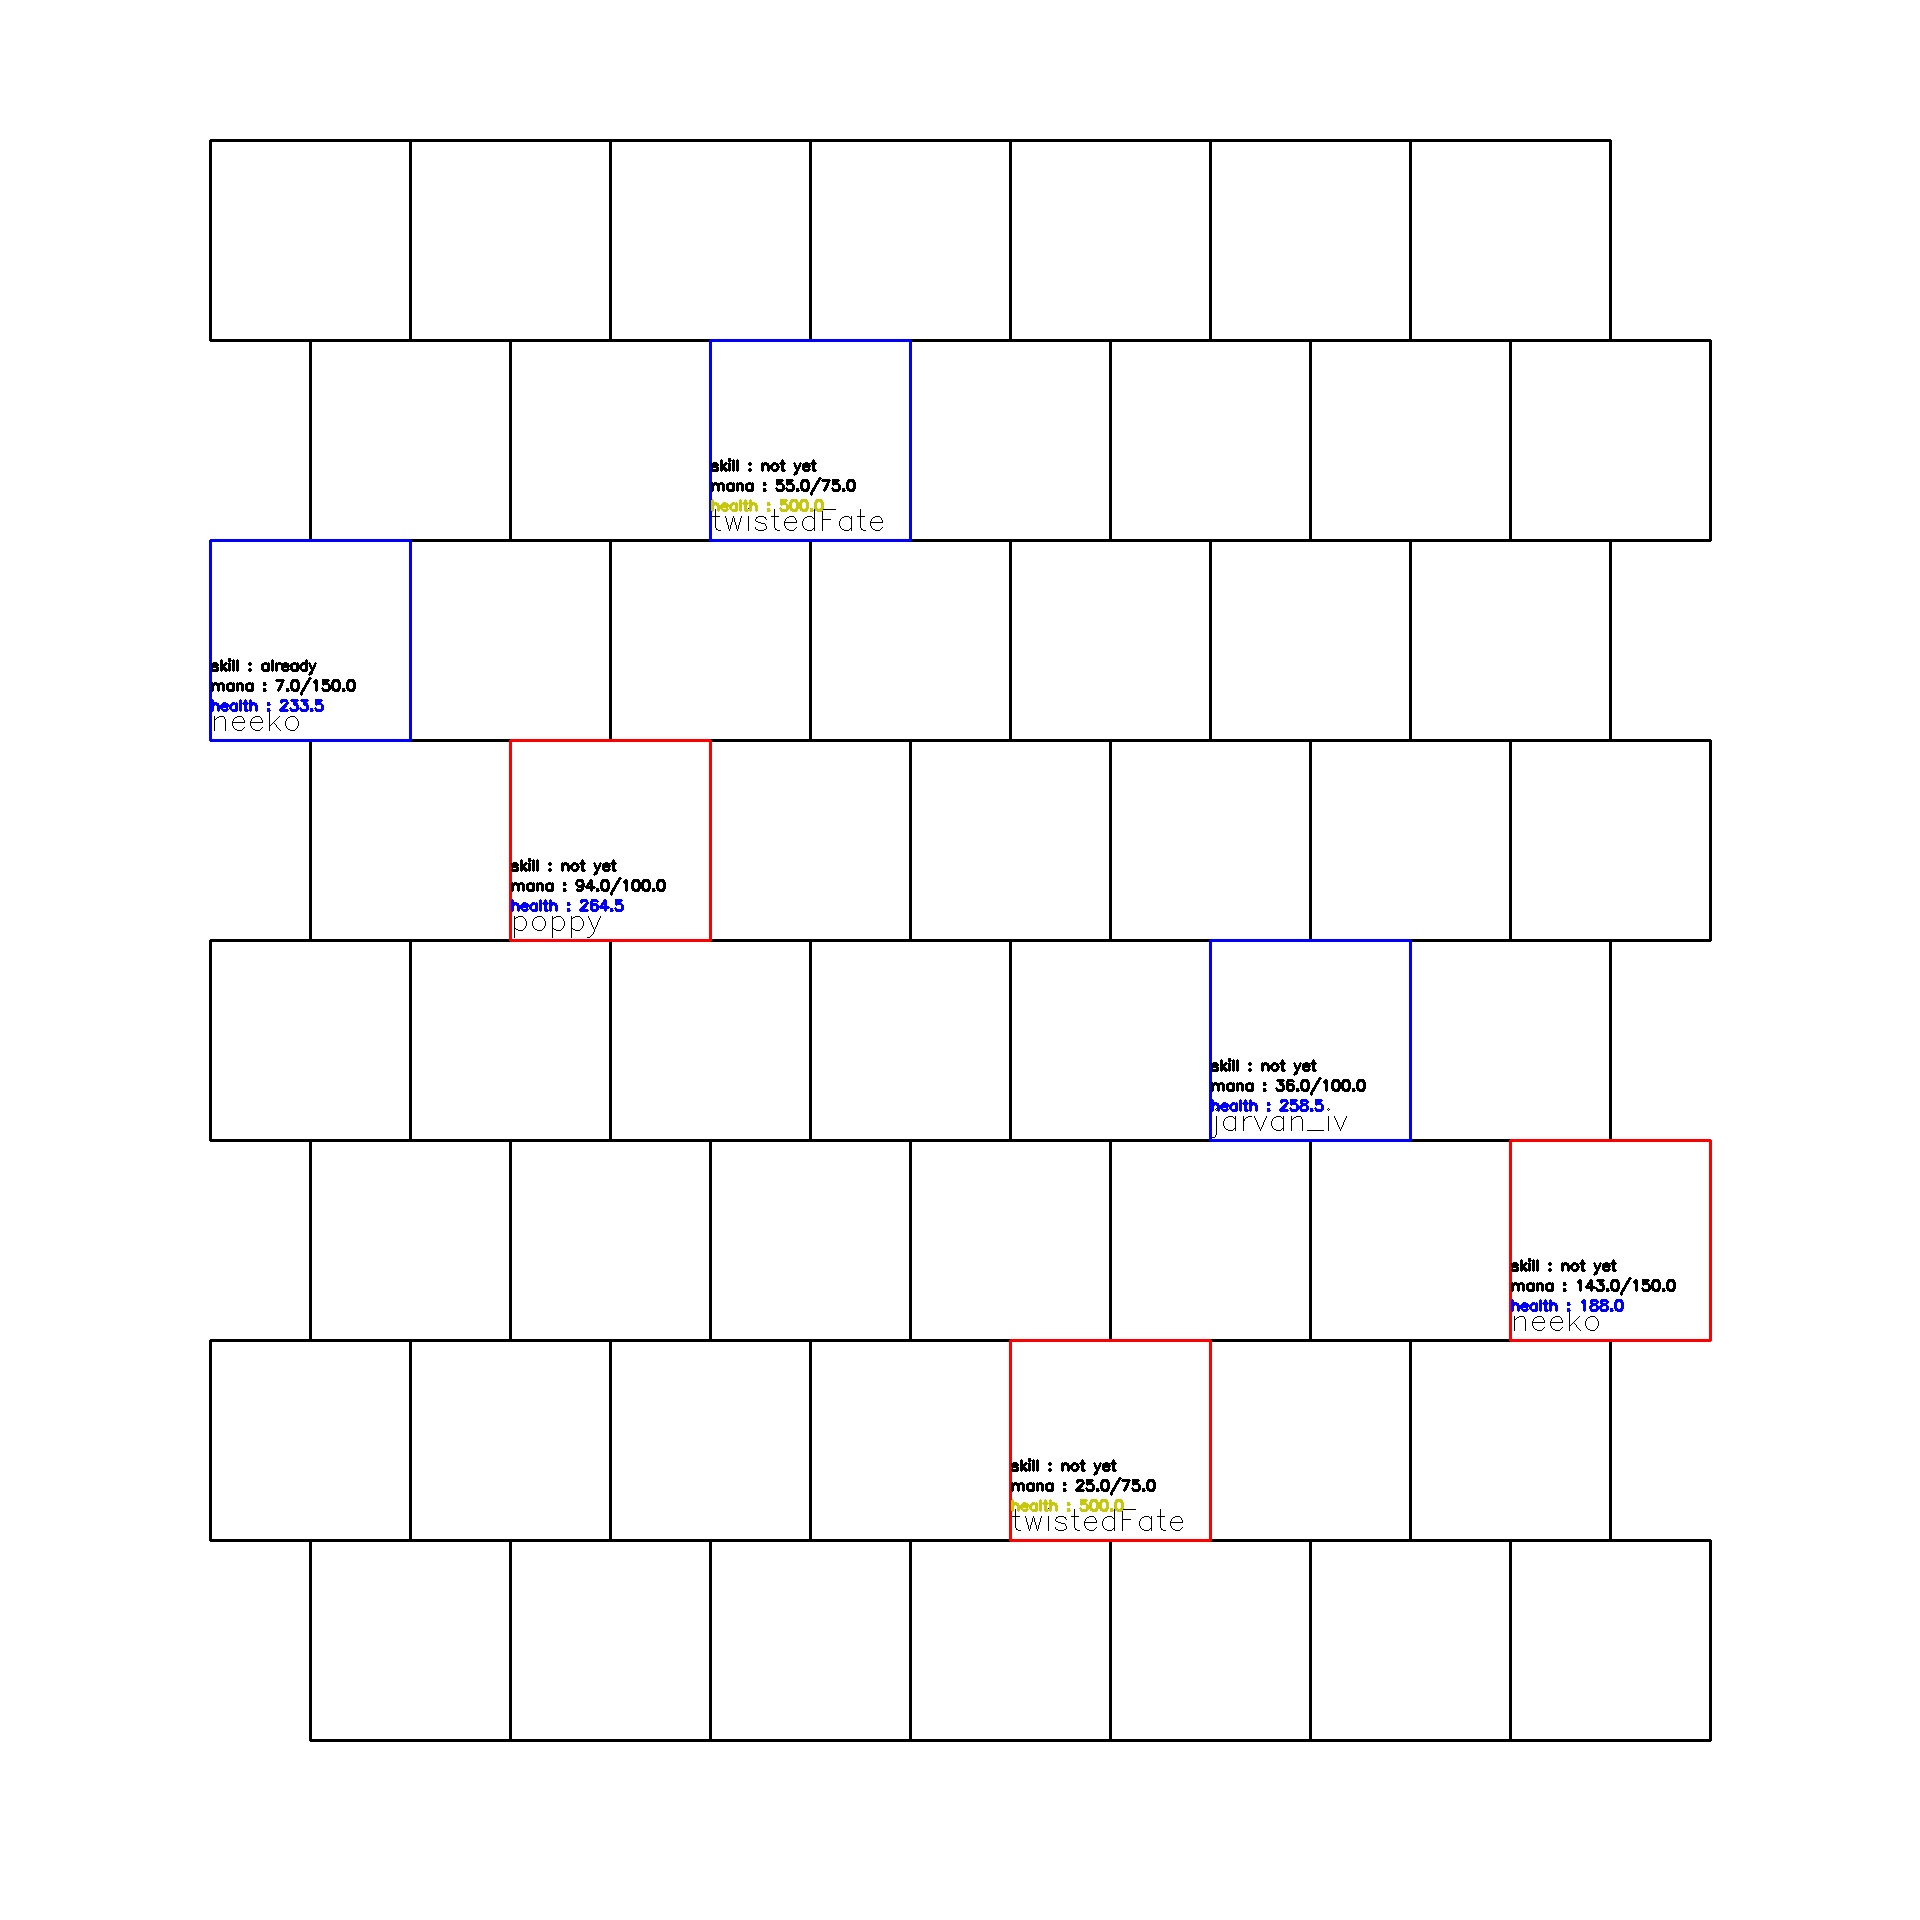 skill : not yet
mana : 55.0/75.0
health : 500.0
twistedFate
skill : already
mana : 7.0/150.0
health : 233.5
neeko
skill : not yet
mana : 94.0/100.0
health : 264.5
poppy
skill : not yet
mana : 36.0/100.0
health : 258.5
jarvan_iv
skill : not yet
mana : 143.0/150.0
health : 188.0
neeko
skill : not yet
mana : 25.0/75.0
health : 500.0
twistedFate